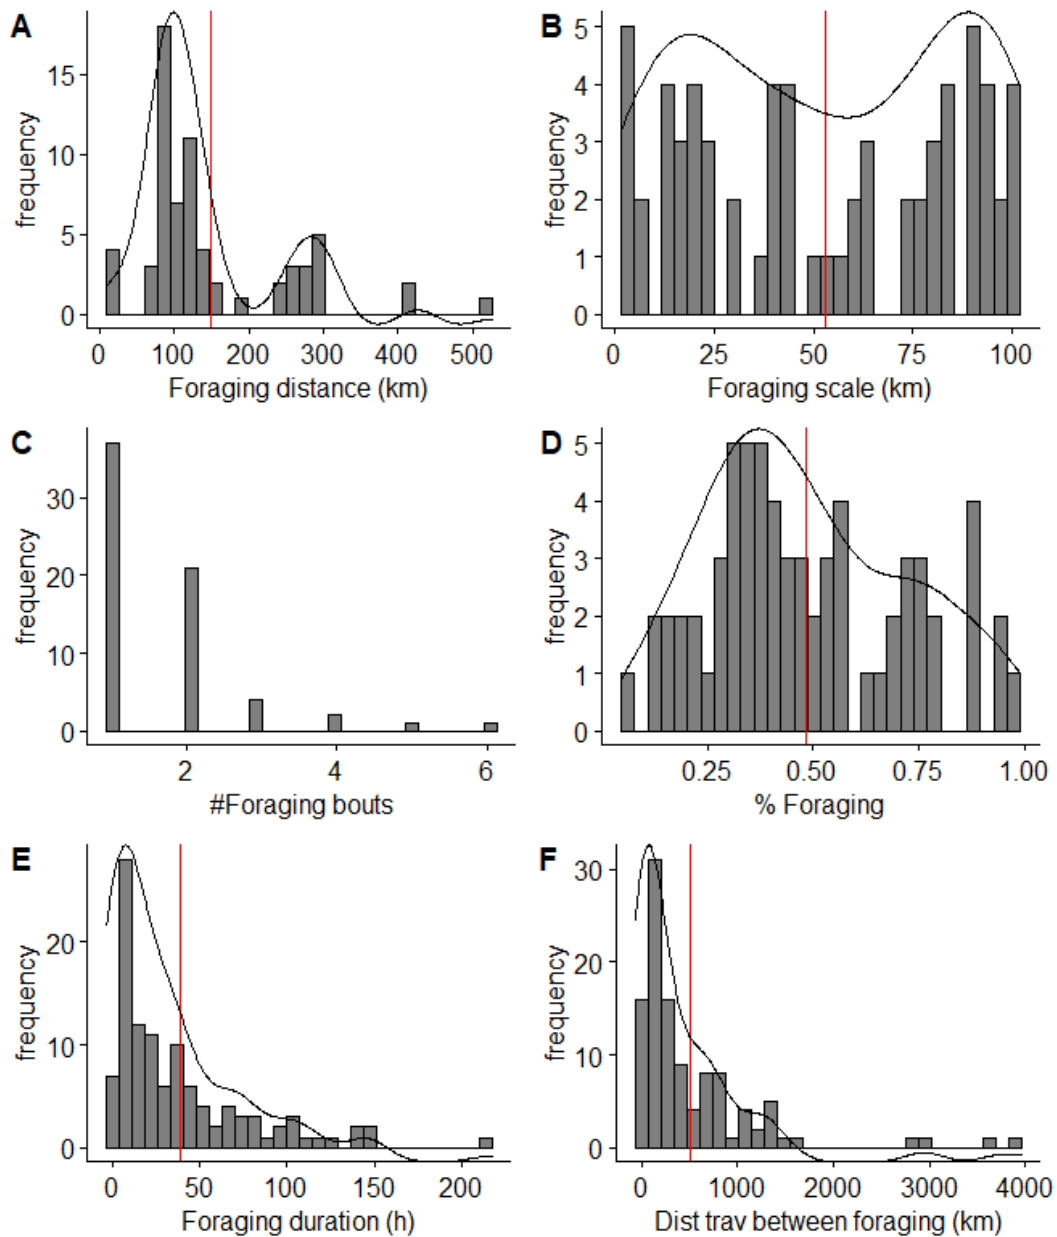 A
frequency
15
10
5
0
0 100 200 300 400 500
Foraging distance (km)
B
frequency
5
4
3
2
1
0
0 25 50 75 100
Foraging scale (km)
C
frequency
30
20
10
0
2 4 6
#Foraging bouts
D
frequency
5
4
3
2
1
0
0.25 0.50 0.75 1.00
% Foraging
E
frequency
20
10
0
0 50 100 150 200
Foraging duration (h)
F
frequency
30
20
10
0
0 1000 2000 3000 4000
Dist trav between foraging (km)